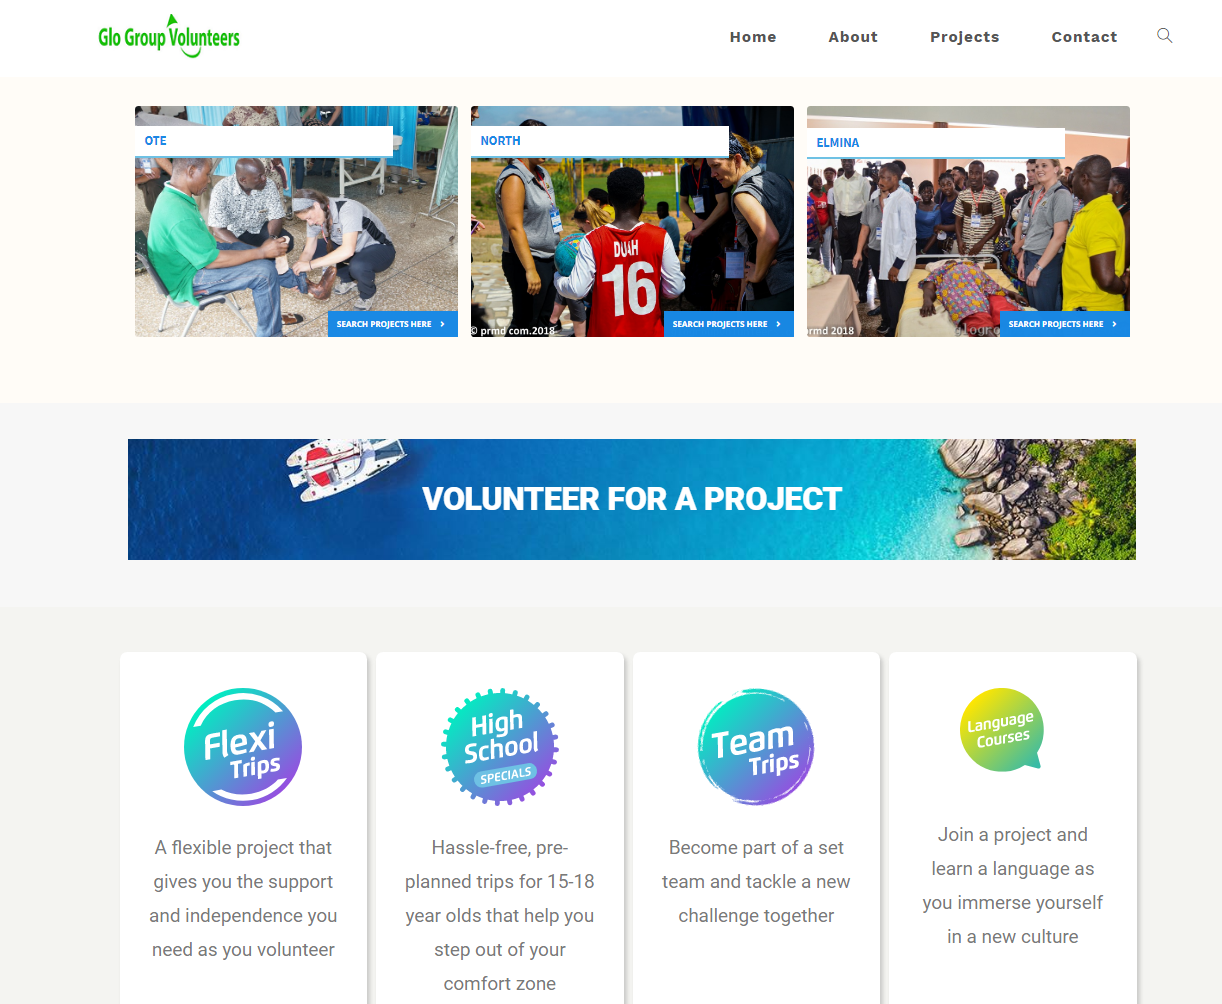 Glo Group Volunteers
Home About Projects Contact
OTE
NORTH
ELMINA
DUAH
16
SEARCH PROJECTS HERE
SEARCH PROJECTS HERE
SEARCH PROJECTS HERE
© prmd com.2018
prmd 2018
VOLUNTEER FOR A PROJECT
Flexi
Trips
A flexible project that
gives you the support
and independence you
need as you volunteer
High
School
SPECIALS
Hassle-free, pre-
planned trips for 15-18
year olds that help you
step out of your
comfort zone
Team
Trips
Become part of a set
team and tackle a new
challenge together
Language
Courses
Join a project and
learn a language as
you immerse yourself
in a new culture